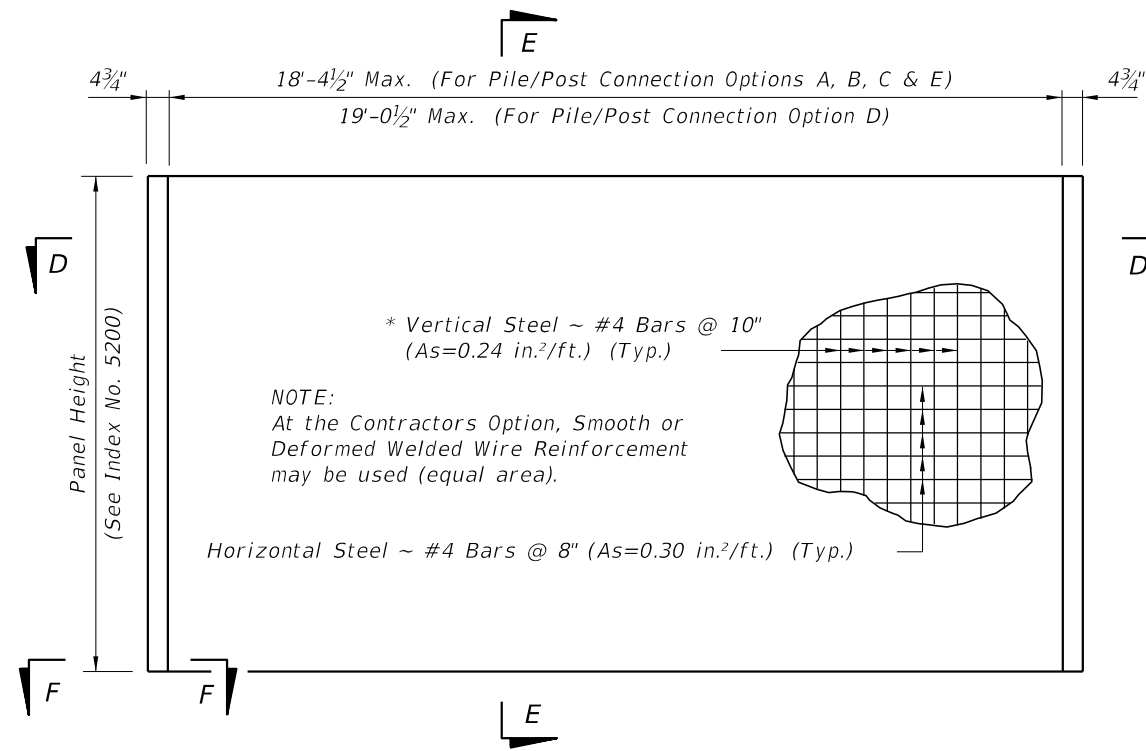 E
4¾"
18'-4½" Max. (For Pile/Post Connection Options A, B, C & E)
4¾"
19'-0½" Max. (For Pile/Post Connection Option D)
D
D
Panel Height
(See Index No. 5200)
* Vertical Steel ~ #4 Bars @ 10"
(As=0.24 in.²/ft.) (Typ.)
NOTE:
At the Contractors Option, Smooth or
Deformed Welded Wire Reinforcement
may be used (equal area).
Horizontal Steel ~ #4 Bars @ 8" (As=0.30 in.²/ft.) (Typ.)
F
F
E